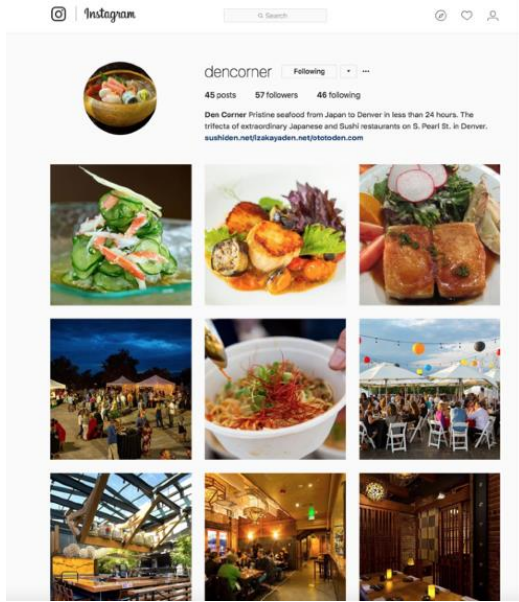 Instagram
Search
dencorner Following
45 posts 57 followers 46 following
Den Corner Pristine seafood from Japan to Denver in less than 24 hours. The
trifecta of extraordinary Japanese and Sushi restaurants on S. Pearl St. in Denver.
sushiden.net/izakayaden.net/ototoden.com